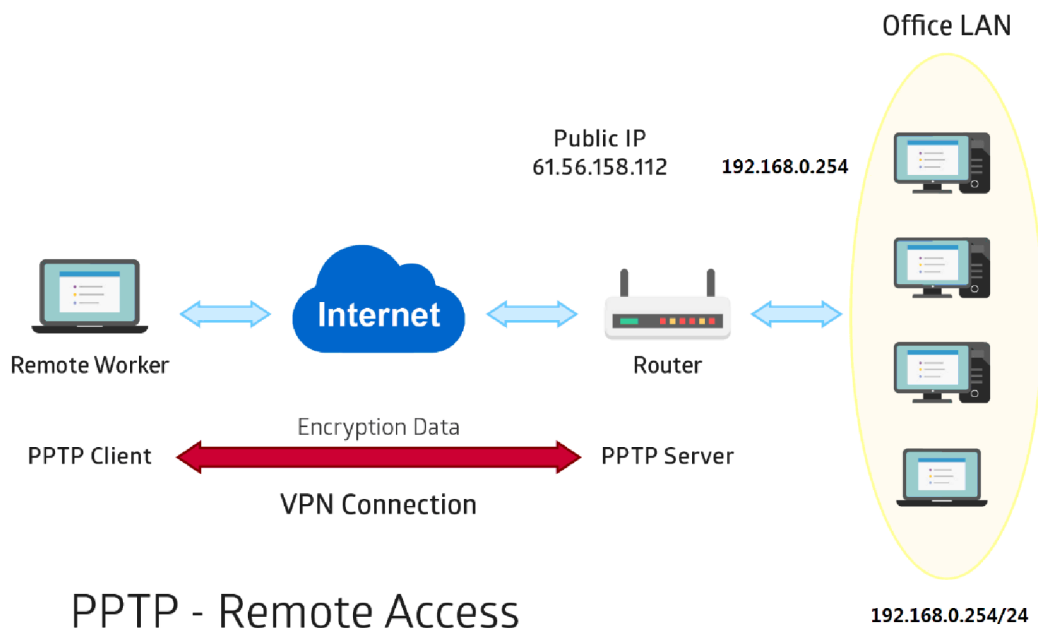 Office LAN
Public IP
61.56.158.112
192.168.0.254
Internet
Remote Worker
Router
Encryption Data
PPTP Client
PPTP Server
VPN Connection
PPTP - Remote Access
192.168.0.254/24